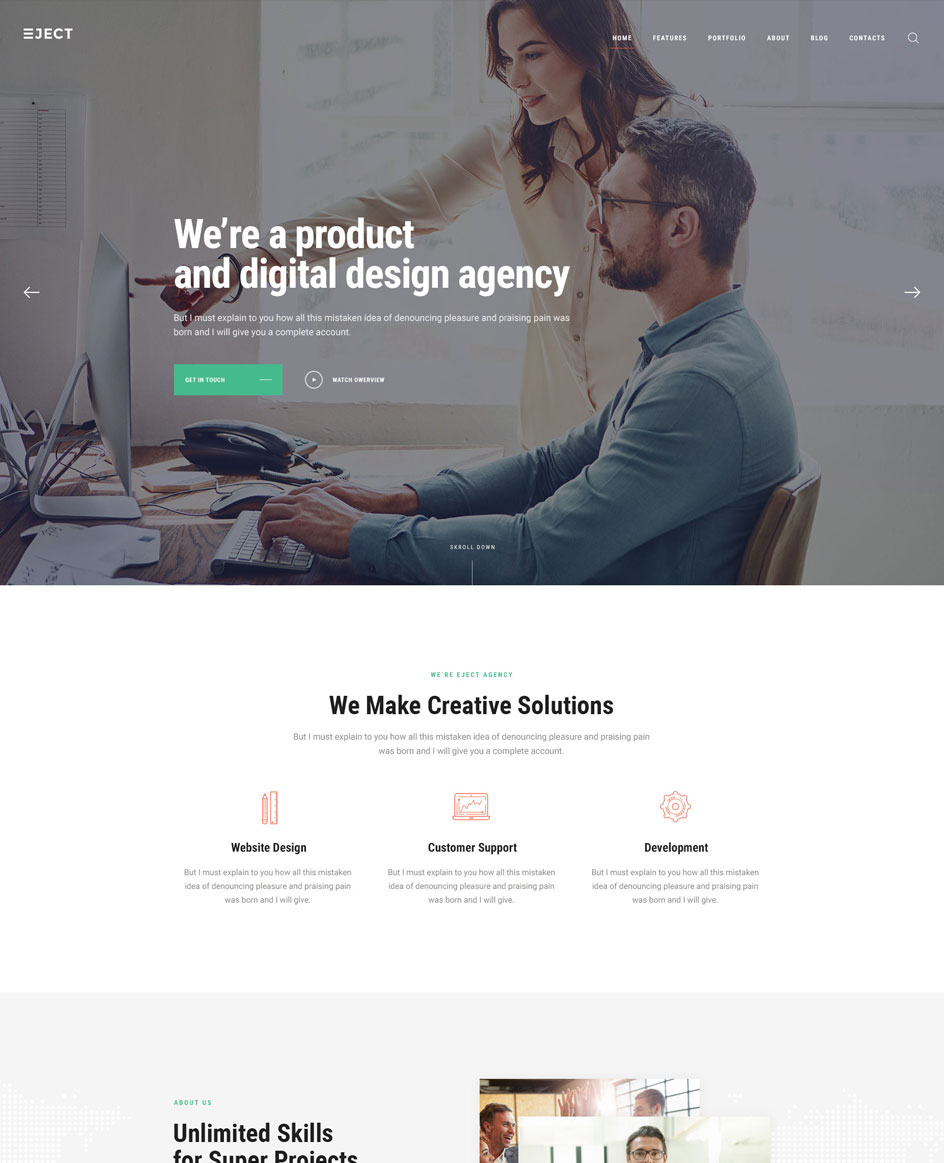 EJECT
HOME FEATURES PORTFOLIO ABOUT BLOG CONTACTS
We're a product
and digital design agency
But I must explain to you how all this mistaken idea of denouncing pleasure and praising pain was
born and I will give you a complete account.
GET IN TOUCH
WATCH OWERVIEW
SKROLL DOWN
WE'RE EJECT AGENCY
We Make Creative Solutions
But I must explain to you how all this mistaken idea of denouncing pleasure and praising pain
was born and I will give you a complete account.
Website Design
But I must explain to you how all this mistaken
idea of denouncing pleasure and praising pain
was born and I will give.
Customer Support
But I must explain to you how all this mistaken
idea of denouncing pleasure and praising pain
was born and I will give.
Development
But I must explain to you how all this mistaken
idea of denouncing pleasure and praising pain
was born and I will give.
ABOUT US
Unlimited Skills
for Super Projects